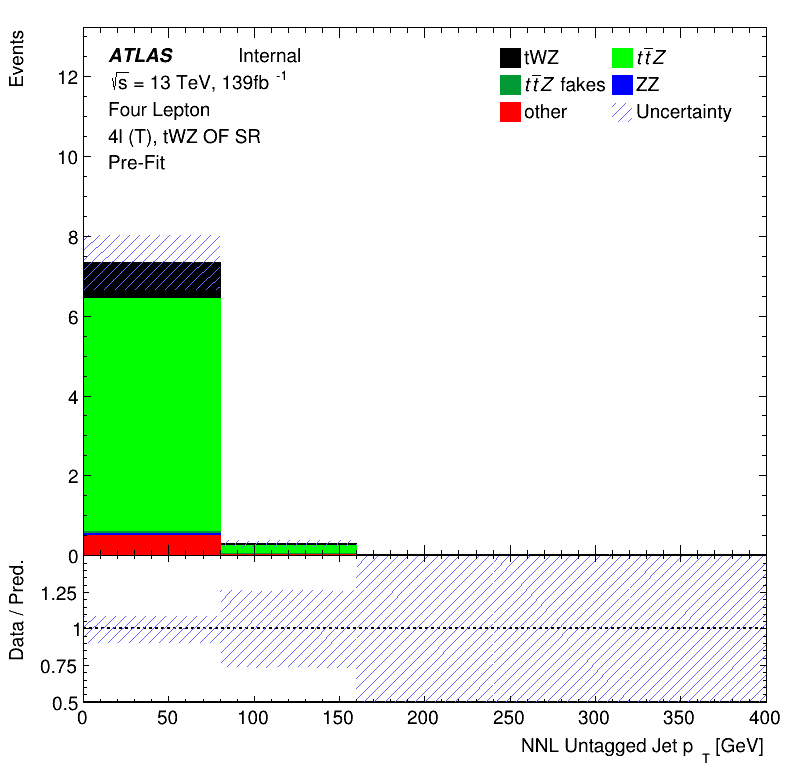 Events
ATLAS Internal
√s = 13 TeV, 139fb -1
Four Lepton
4l (T), tWZ OF SR
Pre-Fit
tWZ
tt̄Z
tt̄Z fakes
ZZ
other
Uncertainty
12
10
8
6
4
2
0
Data / Pred.
1.25
1
0.75
0.5
0 50 100 150 200 250 300 350 400
NNL Untagged Jet p T [GeV]